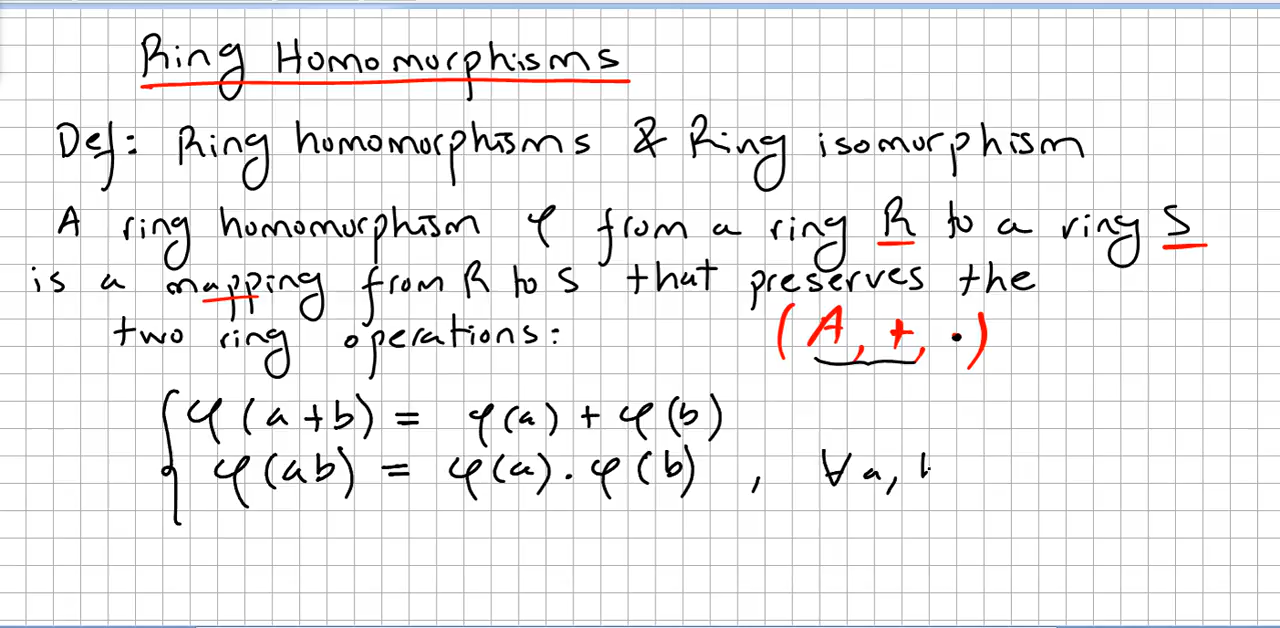 Ring Homomorphisms
Def: Ring homomorphisms & Ring isomorphism
A ring homomorphism φ from a ring R to a ring S
is a mapping from R to S that preserves the
two ring operations: (A, +, ·)
φ(a+b) = φ(a) + φ(b)
φ(ab) = φ(a) · φ(b) , ∀ a,